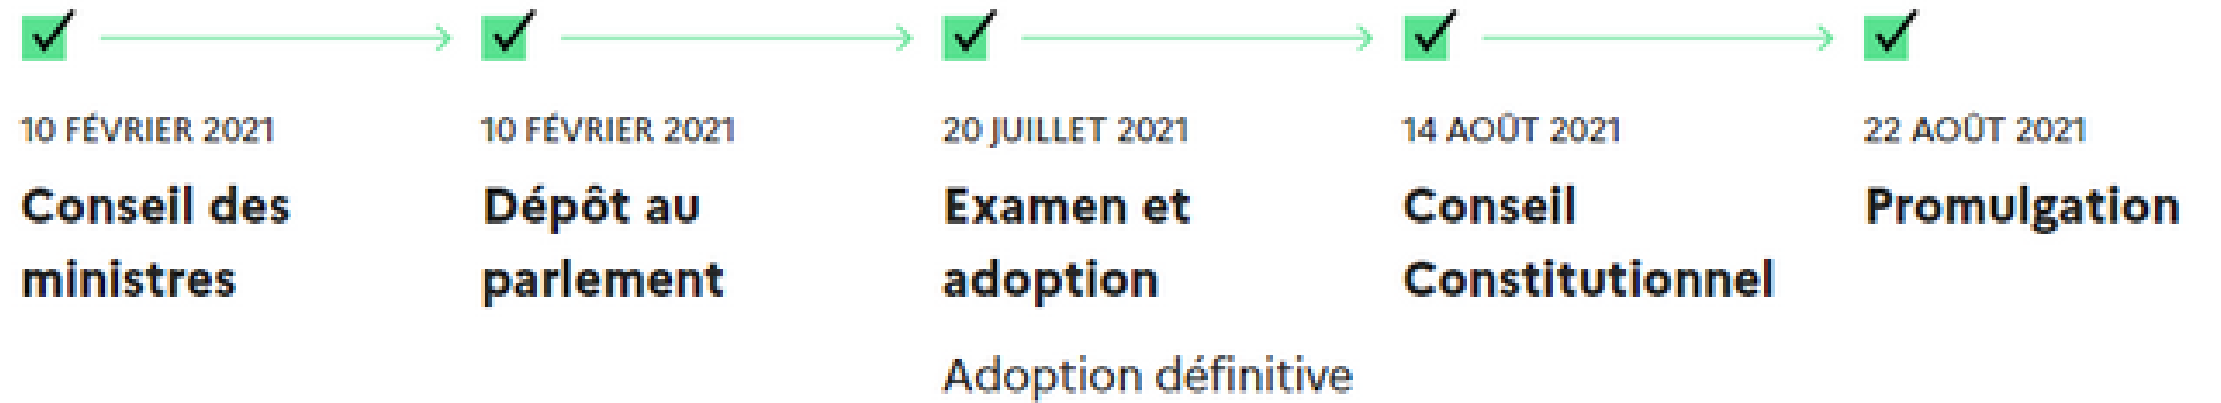 10 FÉVRIER 2021
Conseil des
ministres
10 FÉVRIER 2021
Dépôt au
parlement
20 JUILLET 2021
Examen et
adoption
Adoption définitive
14 AOÛT 2021
Conseil
Constitutionnel
22 AOÛT 2021
Promulgation